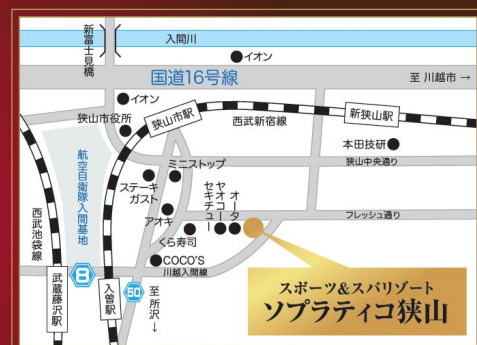 新富士見橋
入間川
イオン
国道16号線
至 川越市 →
イオン
狭山市役所
狭山市駅
西武新宿線
新狭山駅
本田技研
狭山中央通り
航空自衛隊入間基地
ミニストップ
ステーキガスト
アオキ
セキチュー
ヤオコー
オータ
フレッシュ通り
くら寿司
COCO'S
川越入間線
西武池袋線
武蔵藤沢駅
8
入曽駅
50
至 所沢 ↓
スポーツ&スパリゾート
ソプラティコ狭山